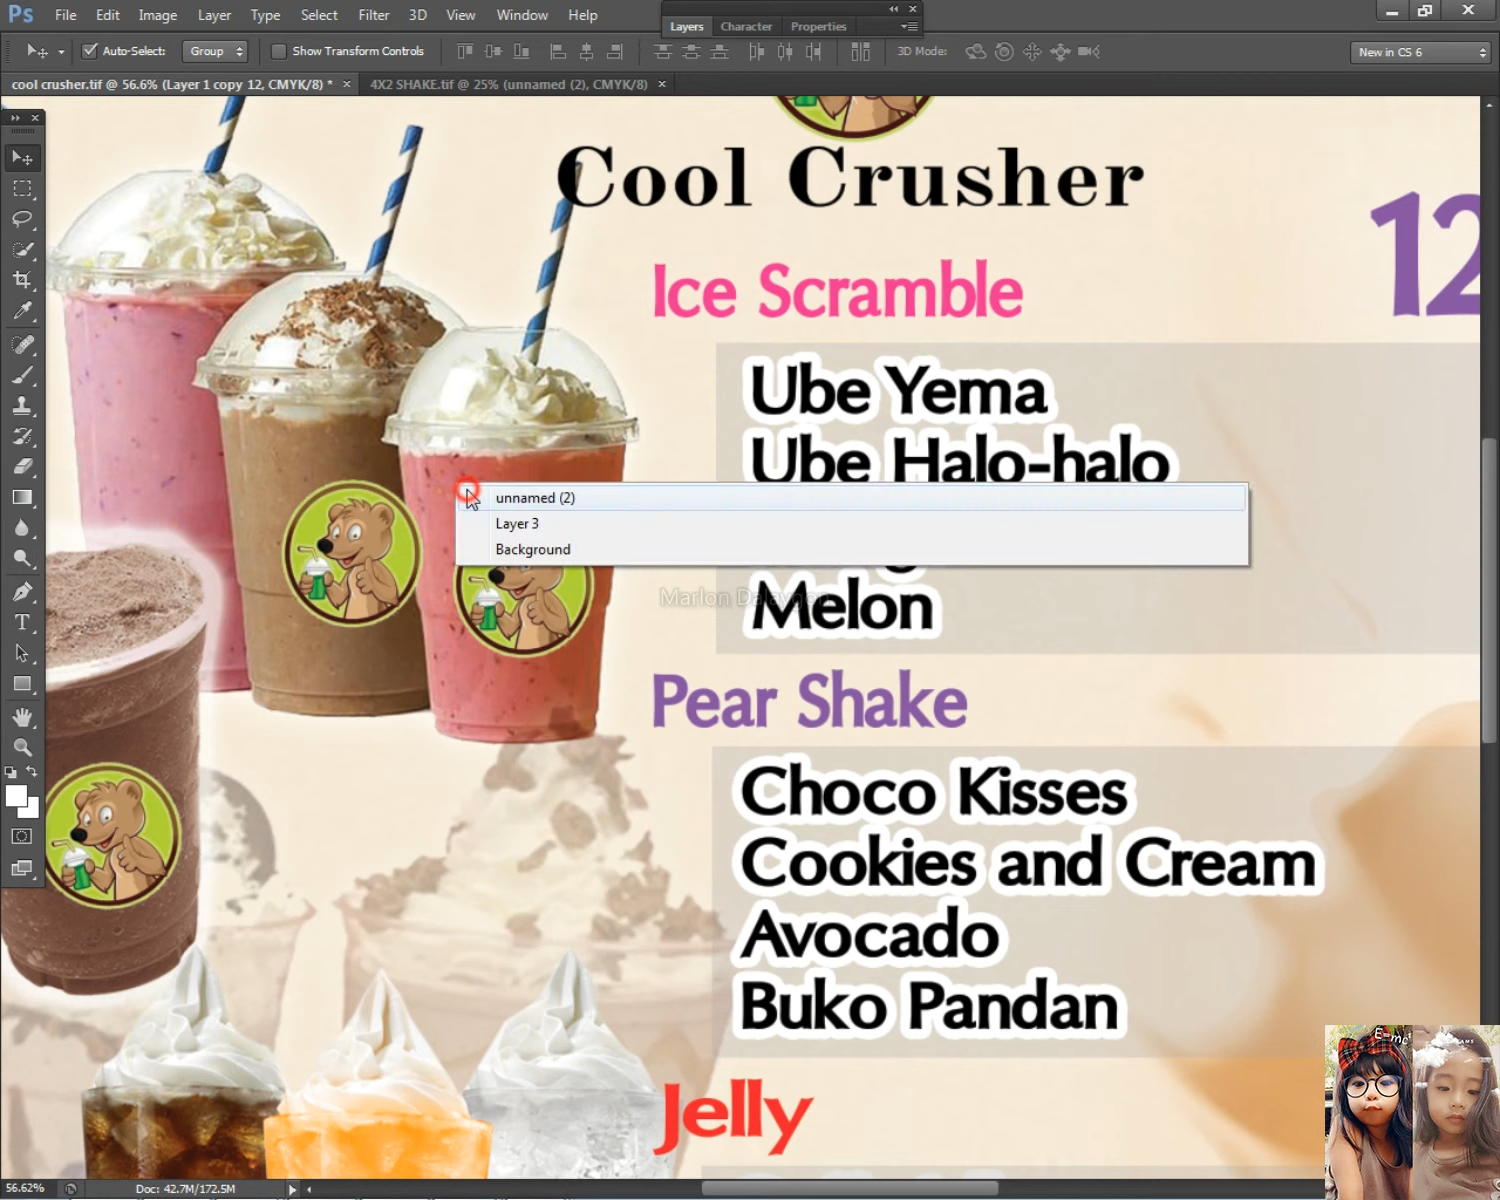 Ps File Edit Image Layer Type Select Filter 3D View Window Help
Layers Character Properties
Auto-Select: Group Show Transform Controls 3D Mode: New in CS 6
cool crusher.tif @ 56.6% (Layer 1 copy 12, CMYK/8) * × 4X2 SHAKE.tif @ 25% (unnamed (2), CMYK/8) ×
Cool Crusher
12
Ice Scramble
Ube Yema
Ube Halo-halo
unnamed (2)
Layer 3
Background
Melon
Pear Shake
Choco Kisses
Cookies and Cream
Avocado
Buko Pandan
Jelly
56.62% Doc: 42.7M/172.5M